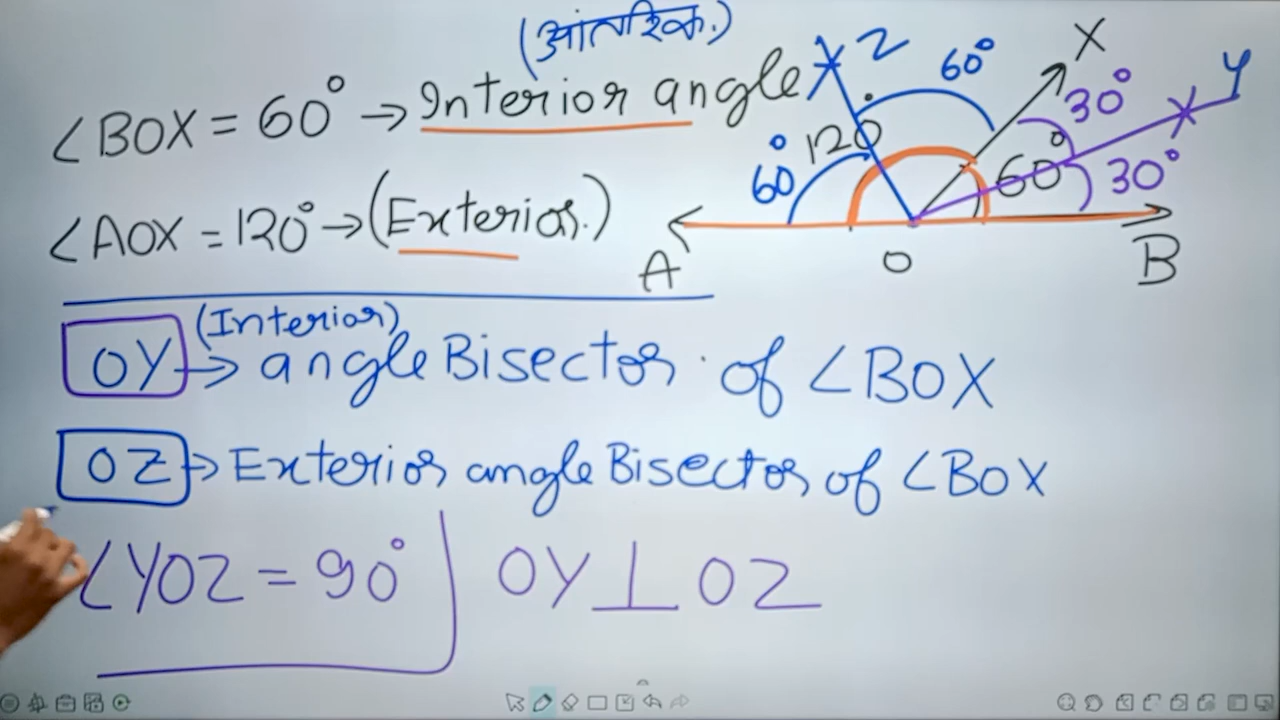 (आंतरिक.)
∠BOX = 60° → Interior angle
∠AOX = 120° → (Exterior.)
X
Y
Z
60°
30°
120°
60°
60°
30°
A
O
B
(Interior)
OY → angle Bisector of ∠BOX
OZ → Exterior angle Bisector of ∠BOX
∠YOZ = 90°
OY ⊥ OZ